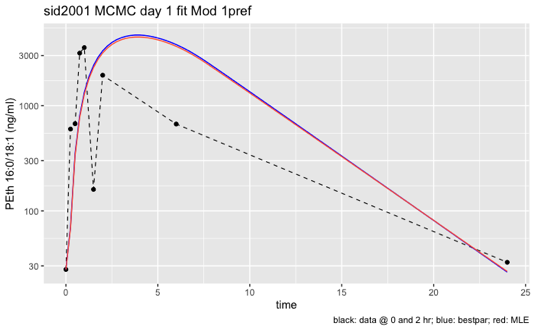 sid2001 MCMC day 1 fit Mod 1pref
PEth 16:0/18:1 (ng/ml)
3000
1000
300
100
30
0
5
10
15
20
25
time
black: data @ 0 and 2 hr; blue: bestpar; red: MLE